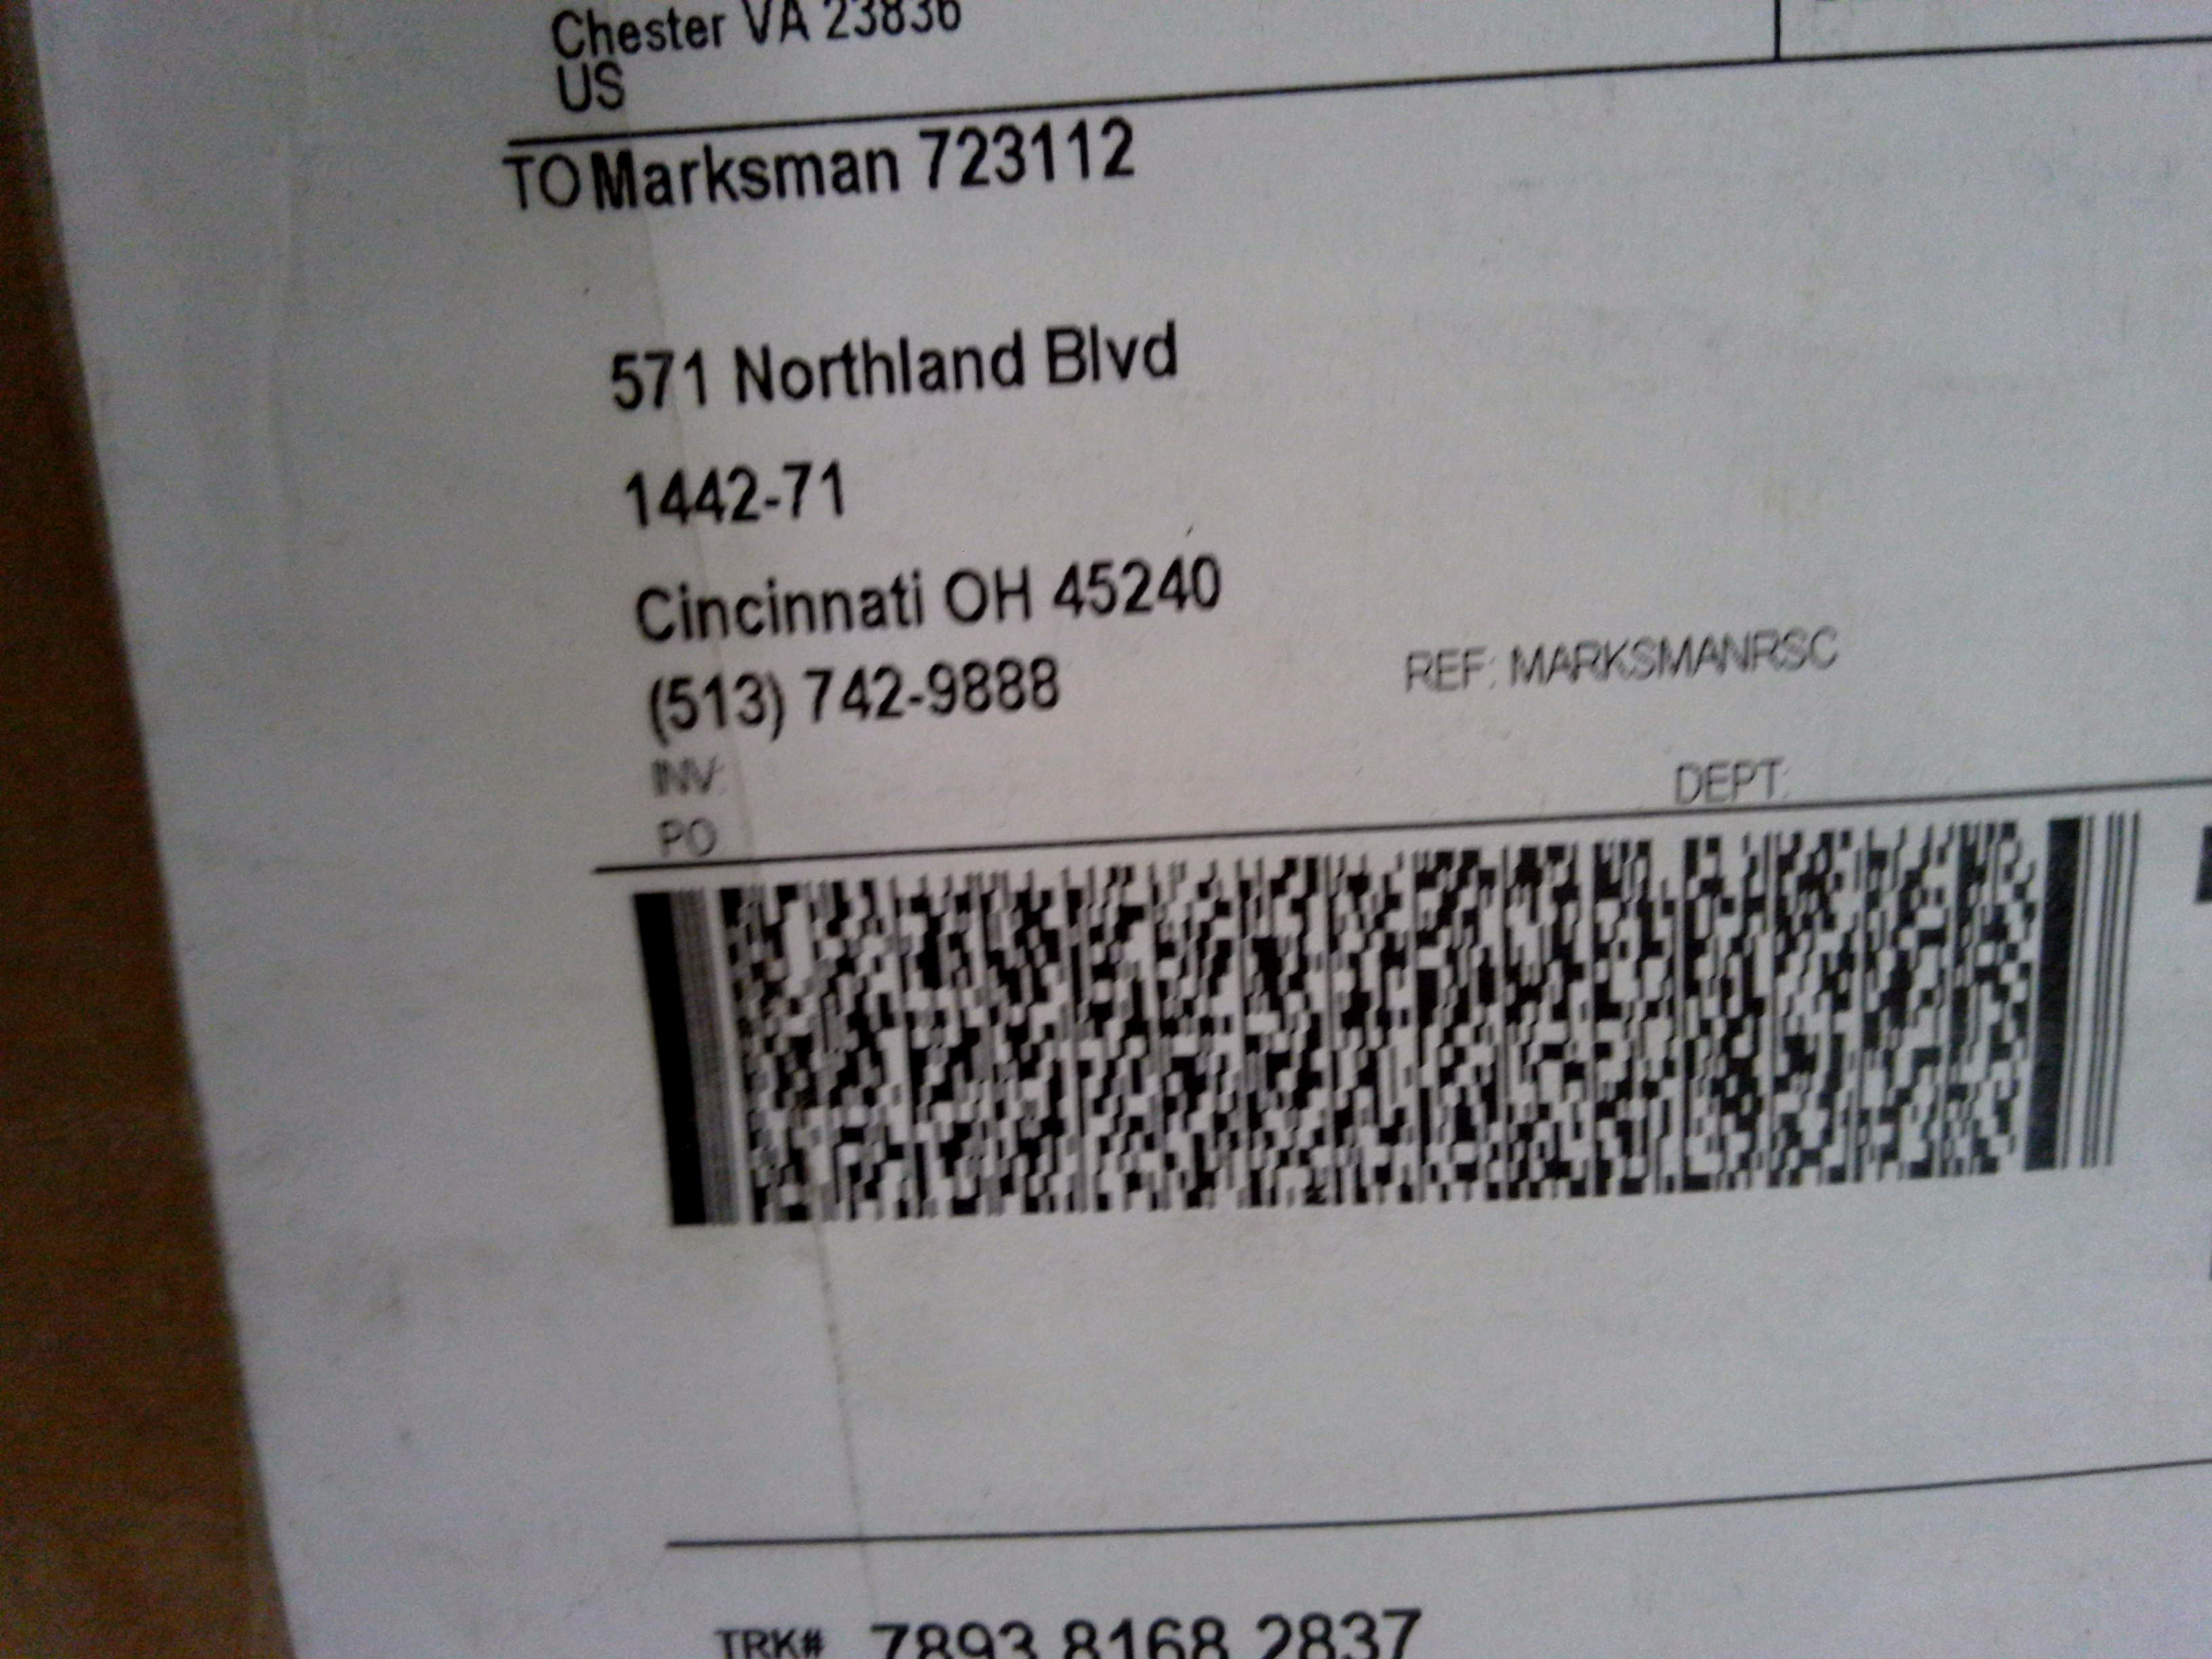 Chester VA 23836
US
TO Marksman 723112
571 Northland Blvd
1442-71
Cincinnati OH 45240
(513) 742-9888
REF: MARKSMANRSC
INV:
DEPT:
PO
TRK# 7893 8168 2837